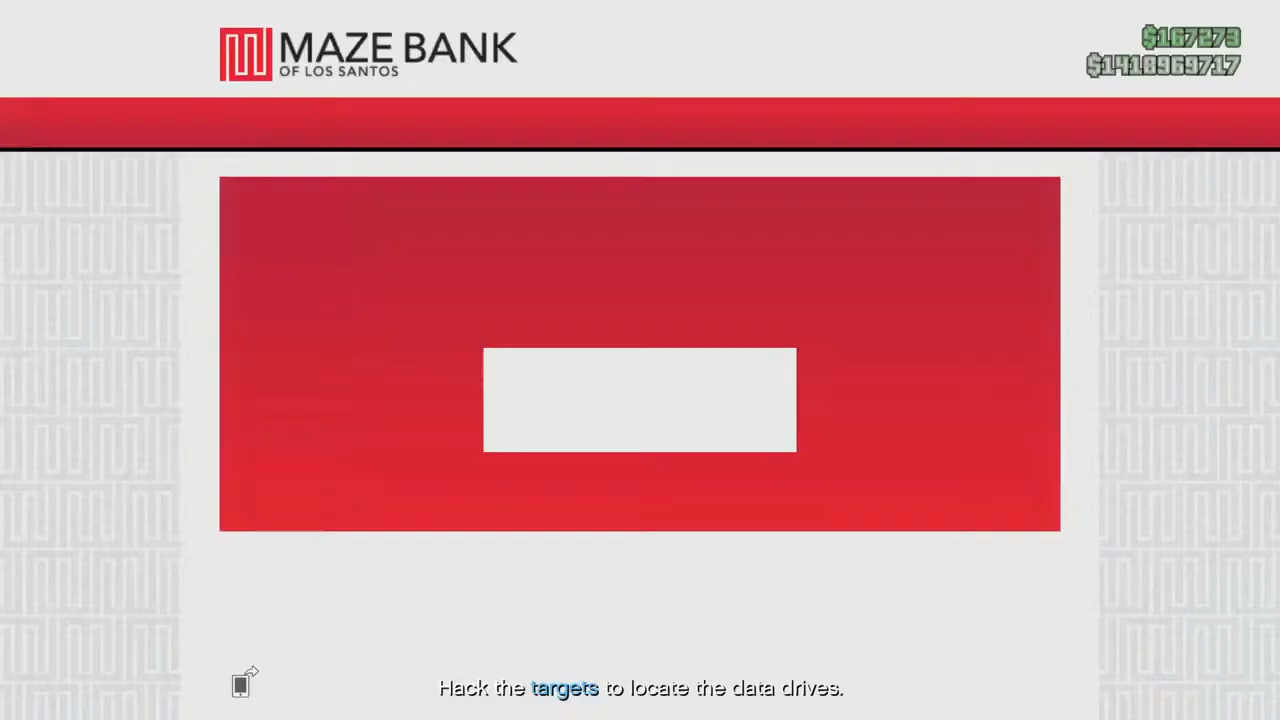 MAZE BANK
OF LOS SANTOS
$167273
$1418969717
Hack the targets to locate the data drives.